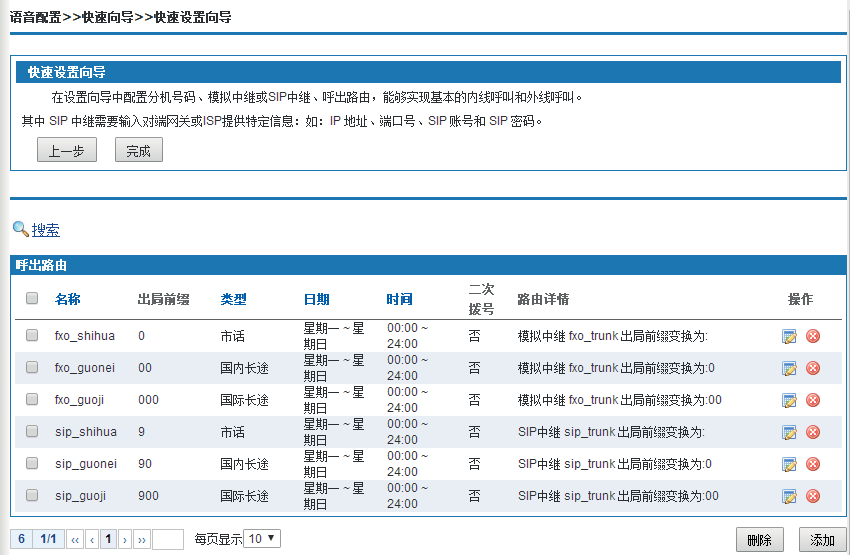 语音配置>>快速向导>>快速设置向导
快速设置向导
在设置向导中配置分机号码、模拟中继或SIP中继、呼出路由，能够实现基本的内线呼叫和外线呼叫。
其中 SIP 中继需要输入对端网关或ISP提供特定信息：如：IP 地址、端口号、SIP 账号和 SIP 密码。
上一步 完成
搜索
呼出路由
名称 出局前缀 类型 日期 时间 二次拨号 路由详情 操作
fxo_shihua 0 市话 星期一 ~ 星期日 00:00 ~ 24:00 否 模拟中继 fxo_trunk 出局前缀变换为:
fxo_guonei 00 国内长途 星期一 ~ 星期日 00:00 ~ 24:00 否 模拟中继 fxo_trunk 出局前缀变换为:0
fxo_guoji 000 国际长途 星期一 ~ 星期日 00:00 ~ 24:00 否 模拟中继 fxo_trunk 出局前缀变换为:00
sip_shihua 9 市话 星期一 ~ 星期日 00:00 ~ 24:00 否 SIP中继 sip_trunk 出局前缀变换为:
sip_guonei 90 国内长途 星期一 ~ 星期日 00:00 ~ 24:00 否 SIP中继 sip_trunk 出局前缀变换为:0
sip_guoji 900 国际长途 星期一 ~ 星期日 00:00 ~ 24:00 否 SIP中继 sip_trunk 出局前缀变换为:00
6 1/1 ‹‹ ‹ 1 › ›› 每页显示 10 删除 添加